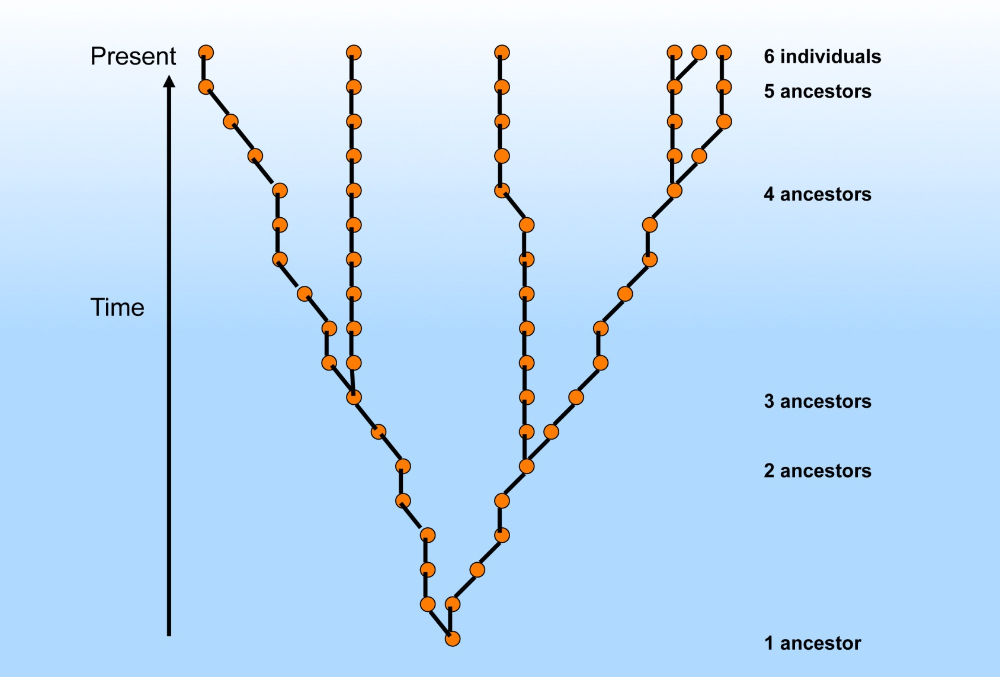 Present
6 individuals
5 ancestors
4 ancestors
Time
3 ancestors
2 ancestors
1 ancestor